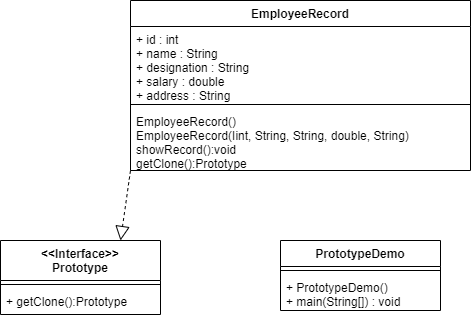 EmployeeRecord
+ id : int
+ name : String
+ designation : String
+ salary : double
+ address : String
EmployeeRecord()
EmployeeRecord(Iint, String, String, double, String)
showRecord():void
getClone():Prototype
<<Interface>>
Prototype
+ getClone():Prototype
PrototypeDemo
+ PrototypeDemo()
+ main(String[]) : void